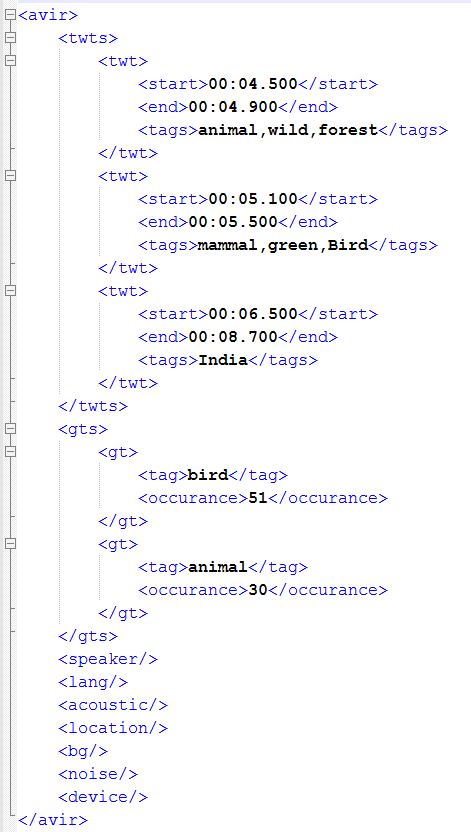 <avir>
<twts>
<twt>
<start>00:04.500</start>
<end>00:04.900</end>
<tags>animal,wild,forest</tags>
</twt>
<twt>
<start>00:05.100</start>
<end>00:05.500</end>
<tags>mammal,green,Bird</tags>
</twt>
<twt>
<start>00:06.500</start>
<end>00:08.700</end>
<tags>India</tags>
</twt>
</twts>
<gts>
<gt>
<tag>bird</tag>
<occurance>51</occurance>
</gt>
<gt>
<tag>animal</tag>
<occurance>30</occurance>
</gt>
</gts>
<speaker/>
<lang/>
<acoustic/>
<location/>
<bg/>
<noise/>
<device/>
</avir>